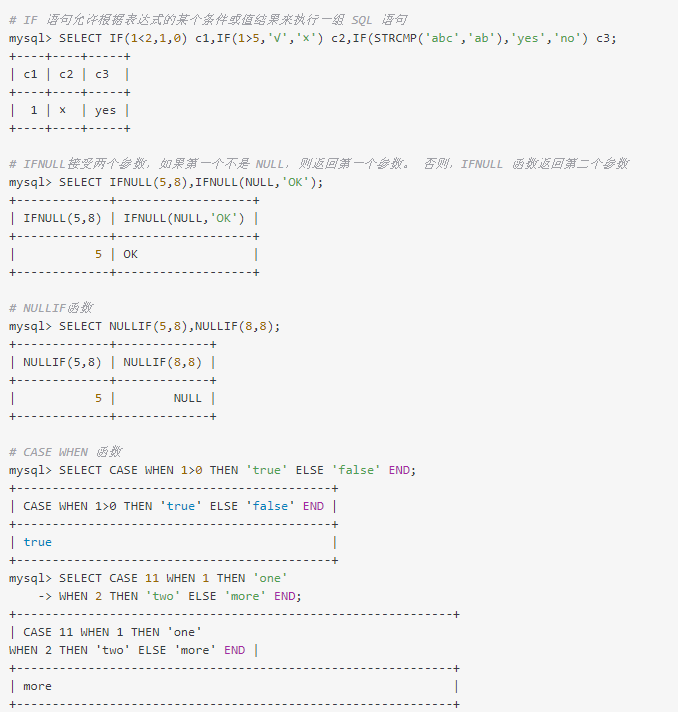 # IF 语句允许根据表达式的某个条件或值结果来执行一组 SQL 语句
mysql> SELECT IF(1<2,1,0) c1,IF(1>5,'√','×') c2,IF(STRCMP('abc','ab'),'yes','no') c3;
+----+----+-----+
| c1 | c2 | c3  |
+----+----+-----+
|  1 | ×  | yes |
+----+----+-----+
# IFNULL接受两个参数，如果第一个不是 NULL，则返回第一个参数。 否则，IFNULL 函数返回第二个参数
mysql> SELECT IFNULL(5,8),IFNULL(NULL,'OK');
+-------------+-------------------+
| IFNULL(5,8) | IFNULL(NULL,'OK') |
+-------------+-------------------+
|           5 | OK                |
+-------------+-------------------+
# NULLIF函数
mysql> SELECT NULLIF(5,8),NULLIF(8,8);
+-------------+-------------+
| NULLIF(5,8) | NULLIF(8,8) |
+-------------+-------------+
|           5 |        NULL |
+-------------+-------------+
# CASE WHEN 函数
mysql> SELECT CASE WHEN 1>0 THEN 'true' ELSE 'false' END;
+--------------------------------------------+
| CASE WHEN 1>0 THEN 'true' ELSE 'false' END |
+--------------------------------------------+
| true                                       |
+--------------------------------------------+
mysql> SELECT CASE 11 WHEN 1 THEN 'one'
    -> WHEN 2 THEN 'two' ELSE 'more' END;
+-------------------------------------------------------------+
| CASE 11 WHEN 1 THEN 'one'
WHEN 2 THEN 'two' ELSE 'more' END |
+-------------------------------------------------------------+
| more                                                        |
+-------------------------------------------------------------+